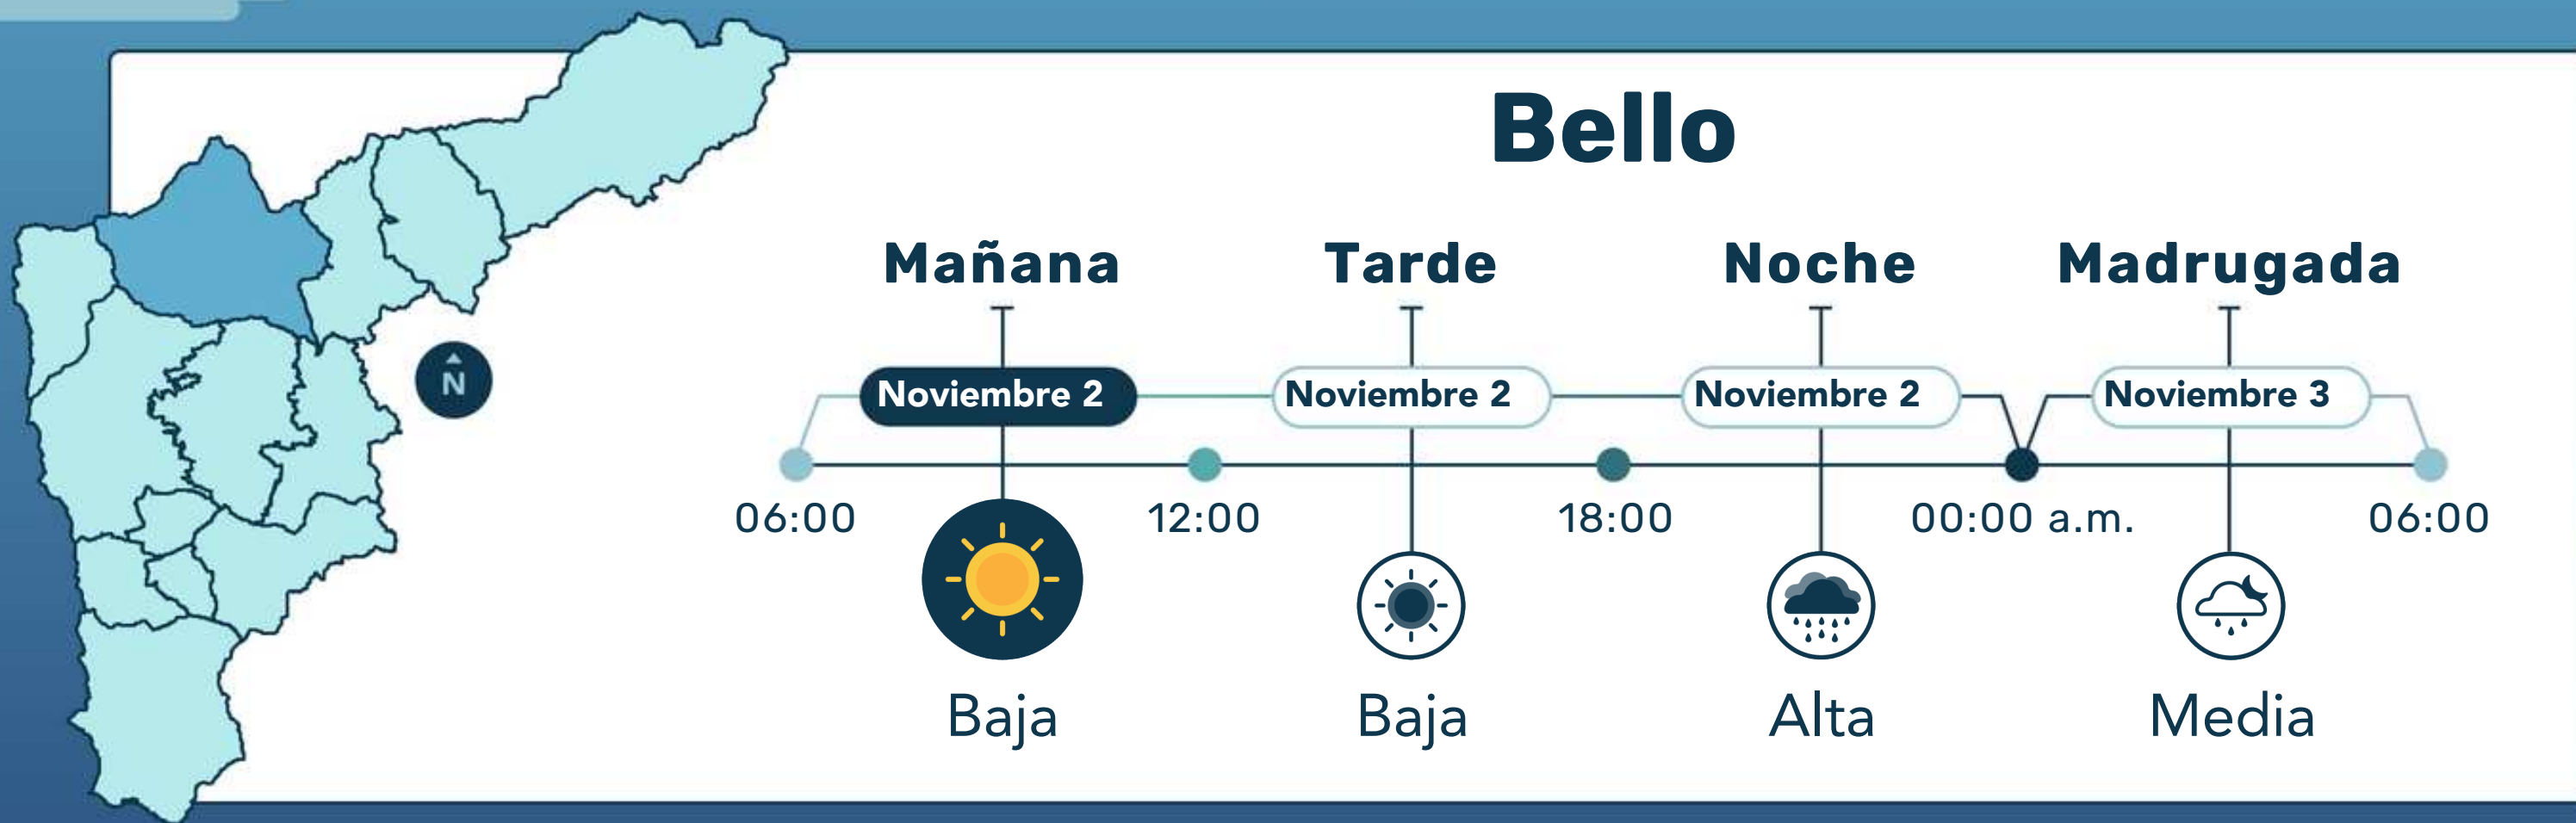 Bello
Mañana Tarde Noche Madrugada
Noviembre 2 Noviembre 2 Noviembre 2 Noviembre 3
N
06:00 12:00 18:00 00:00 a.m. 06:00
Baja Baja Alta Media